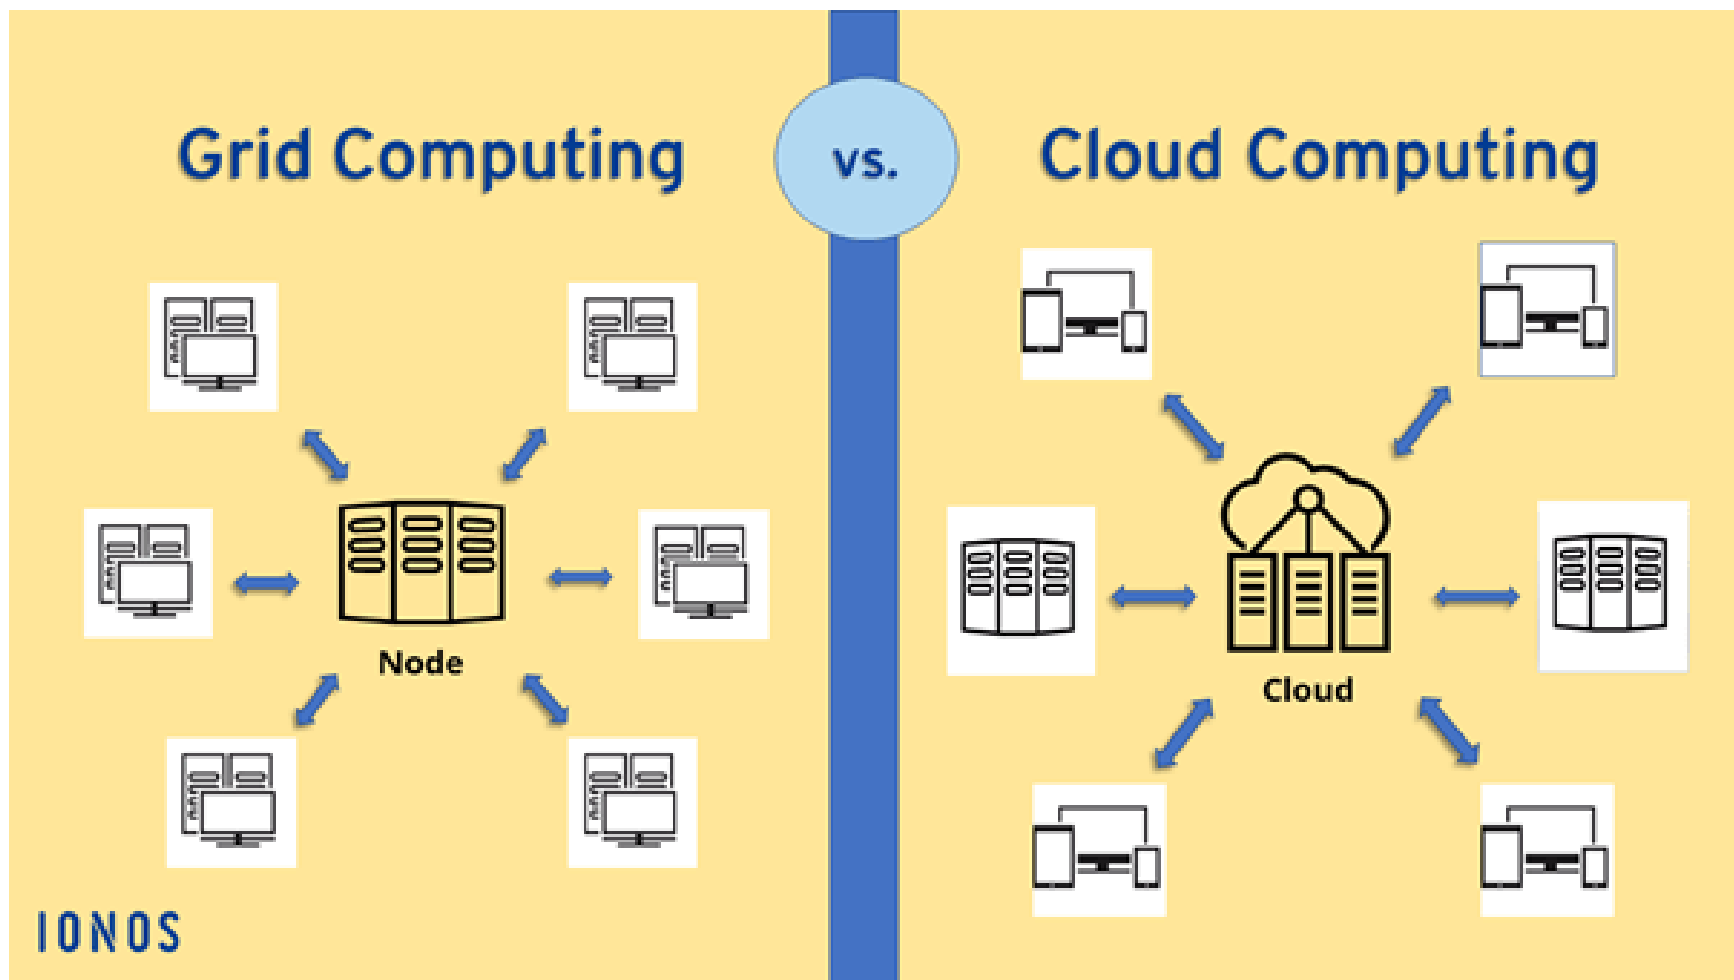 Grid Computing
vs.
Cloud Computing
Node
Cloud
IONOS